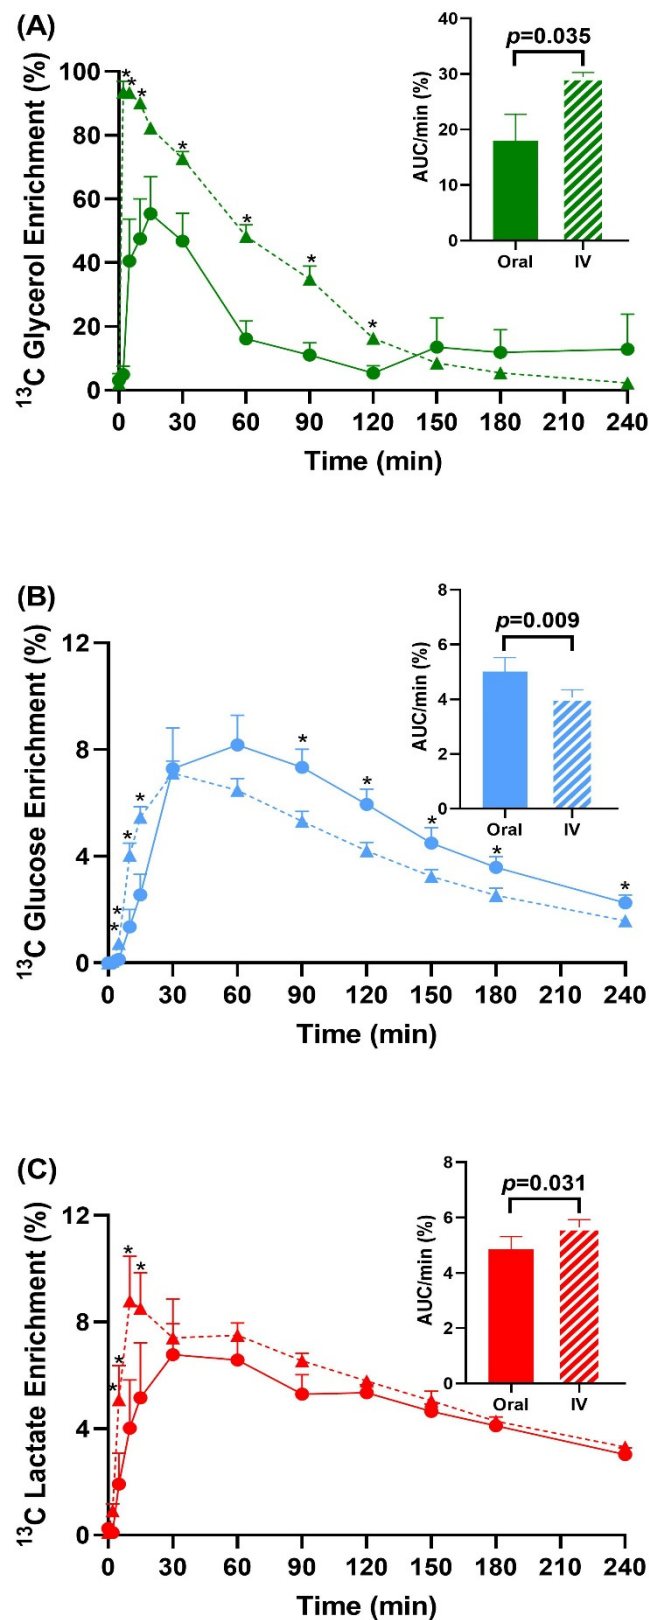 (A)
¹³C Glycerol Enrichment (%)
100
80
60
40
20
0
* * * * * * *
0 30 60 90 120 150 180 210 240
Time (min)
AUC/min (%)
40
30
20
10
0
p=0.035
Oral IV
(B)
¹³C Glucose Enrichment (%)
12
8
4
0
* * * * * * * * *
0 30 60 90 120 150 180 210 240
Time (min)
AUC/min (%)
8
6
4
2
0
p=0.009
Oral IV
(C)
¹³C Lactate Enrichment (%)
12
8
4
0
* * * *
0 30 60 90 120 150 180 210 240
Time (min)
AUC/min (%)
8
6
4
2
0
p=0.031
Oral IV